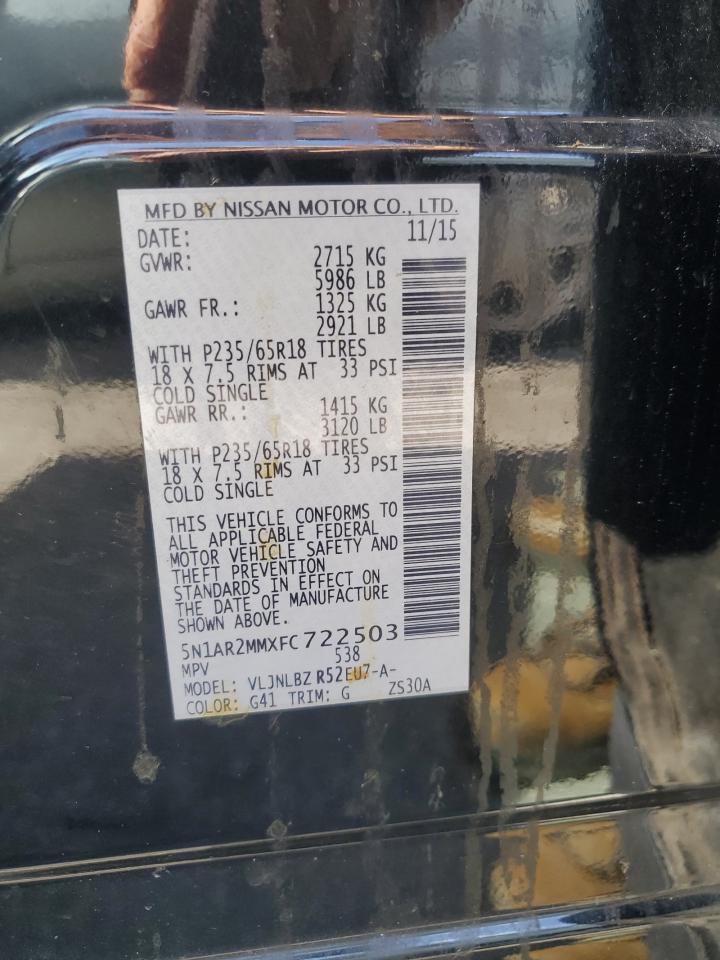 MFD BY NISSAN MOTOR CO., LTD.
DATE: 11/15
GVWR: 2715 KG
5986 LB
GAWR FR.: 1325 KG
2921 LB
WITH P235/65R18 TIRES
18 X 7.5 RIMS AT 33 PSI
COLD SINGLE
GAWR RR.: 1415 KG
3120 LB
WITH P235/65R18 TIRES
18 X 7.5 RIMS AT 33 PSI
COLD SINGLE
THIS VEHICLE CONFORMS TO
ALL APPLICABLE FEDERAL
MOTOR VEHICLE SAFETY AND
THEFT PREVENTION
STANDARDS IN EFFECT ON
THE DATE OF MANUFACTURE
SHOWN ABOVE.
5N1AR2MMXFC722503
MPV 538
MODEL: VLJNLBZ R52EU7-A-
COLOR: G41 TRIM: G ZS30A